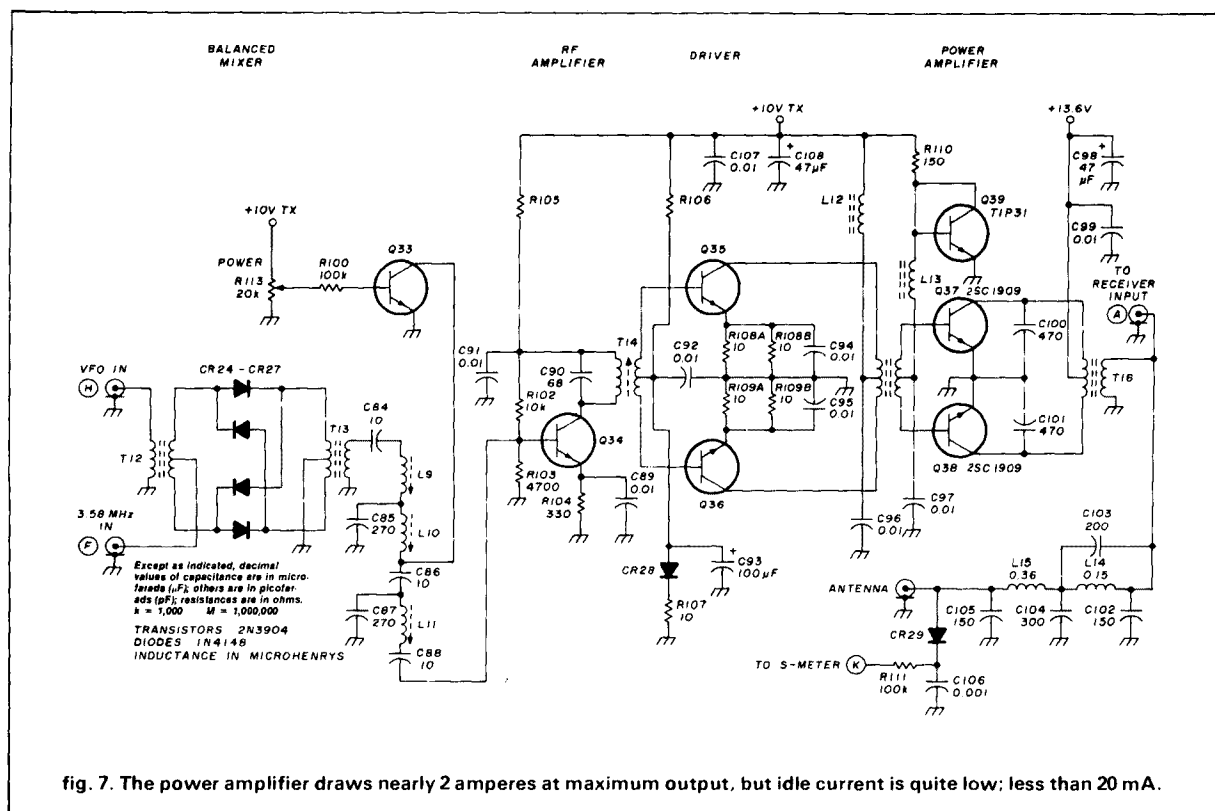 BALANCED
MIXER
RF
AMPLIFIER
DRIVER
POWER
AMPLIFIER
+10V TX
+13.6V
C107
0.01
+
C108
47µF
R110
150
+
C98
47
µF
R105
R106
L12
Q39
TIP31
C99
0.01
+10V TX
Q33
POWER
R113
20k
R100
100k
Q35
L13
TO
RECEIVER
INPUT
A
Q37 2SC1909
C100
470
T14
R108A
10
R108B
10
C94
0.01
C91
0.01
C92
0.01
C90
68
VFO IN
H
CR24 - CR27
C84
10
R102
10k
R109A
10
R109B
10
C95
0.01
T16
T12
T13
Q34
C101
470
L9
R103
4700
R104
330
C89
0.01
Q36
Q38 2SC1909
3.58 MHz
IN
F
C85
270
L10
C96
0.01
C97
0.01
C103
200
Except as indicated, decimal
values of capacitance are in micro-
farads (µF); others are in picofar-
ads (pF); resistances are in ohms.
k = 1,000 M = 1,000,000
C86
10
CR28
+
C93
100µF
L15
0.36
L14
0.15
ANTENNA
C87
270
L11
R107
10
C105
150
C104
300
C102
150
TRANSISTORS 2N3904
DIODES 1N4148
INDUCTANCE IN MICROHENRYS
C88
10
CR29
TO S-METER
K
R111
100k
C106
0.001
fig. 7. The power amplifier draws nearly 2 amperes at maximum output, but idle current is quite low; less than 20 mA.